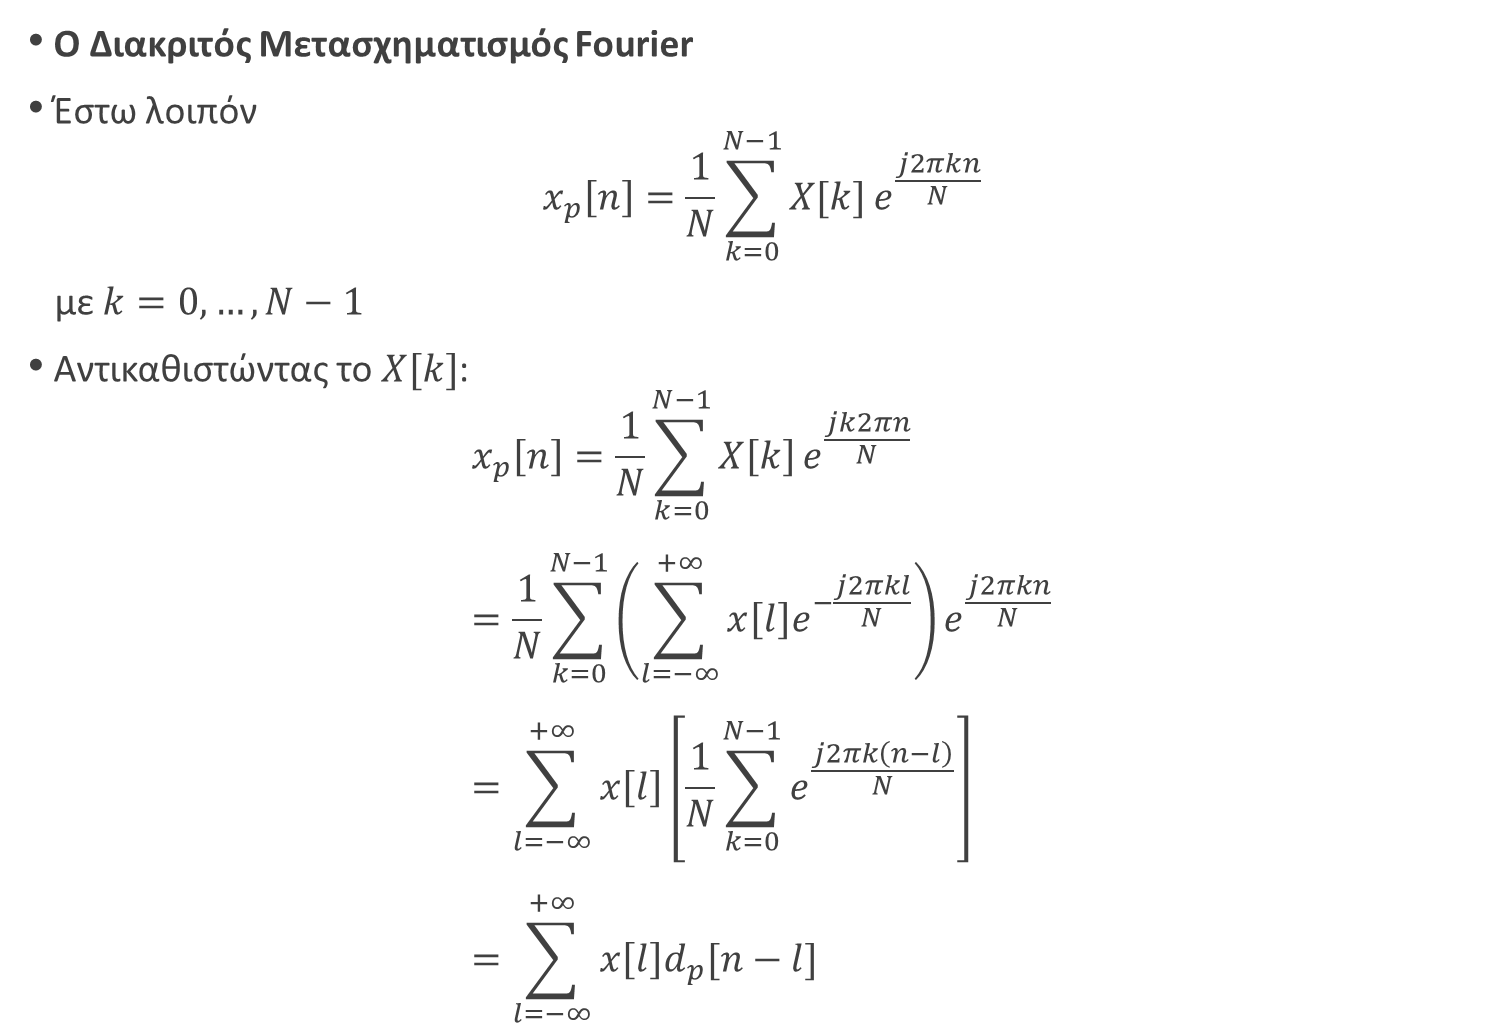 • Ο Διακριτός Μετασχηματισμός Fourier
• Έστω λοιπόν
$x_p[n] = \frac{1}{N} \sum_{k=0}^{N-1} X[k] \, e^{\frac{j2\pi kn}{N}}$
με $k = 0, \ldots, N-1$
• Αντικαθιστώντας το $X[k]$:
$x_p[n] = \frac{1}{N} \sum_{k=0}^{N-1} X[k] \, e^{\frac{jk2\pi n}{N}}$
$= \frac{1}{N} \sum_{k=0}^{N-1} \left( \sum_{l=-\infty}^{+\infty} x[l] e^{-\frac{j2\pi kl}{N}} \right) e^{\frac{j2\pi kn}{N}}$
$= \sum_{l=-\infty}^{+\infty} x[l] \left[ \frac{1}{N} \sum_{k=0}^{N-1} e^{\frac{j2\pi k(n-l)}{N}} \right]$
$= \sum_{l=-\infty}^{+\infty} x[l] d_p[n-l]$